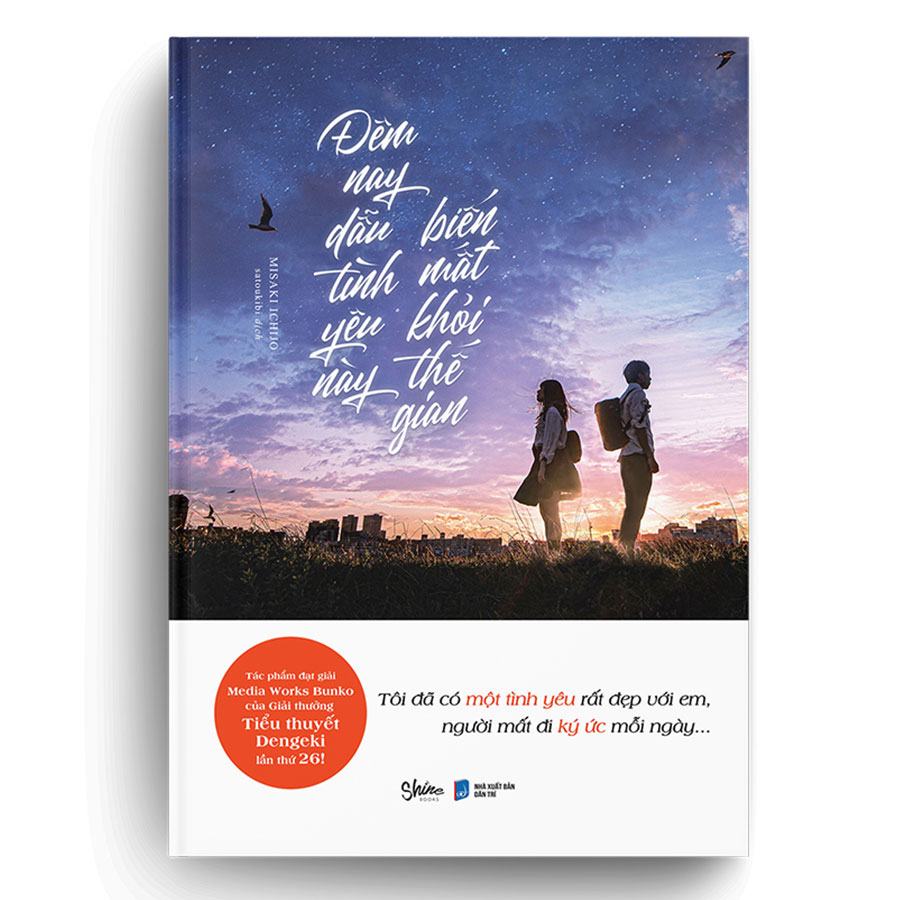 Đêm
nay
dẫu
tình
yêu
này
biến
mất
khỏi
thế
gian
MISAKI ICHIJO
satoukibi dịch
Tác phẩm đạt giải
Media Works Bunko
của Giải thưởng
Tiểu thuyết
Dengeki
lần thứ 26!
Tôi đã có một tình yêu rất đẹp với em,
người mất đi ký ức mỗi ngày...
Shine
BOOKS
NHÀ XUẤT BẢN
DÂN TRÍ